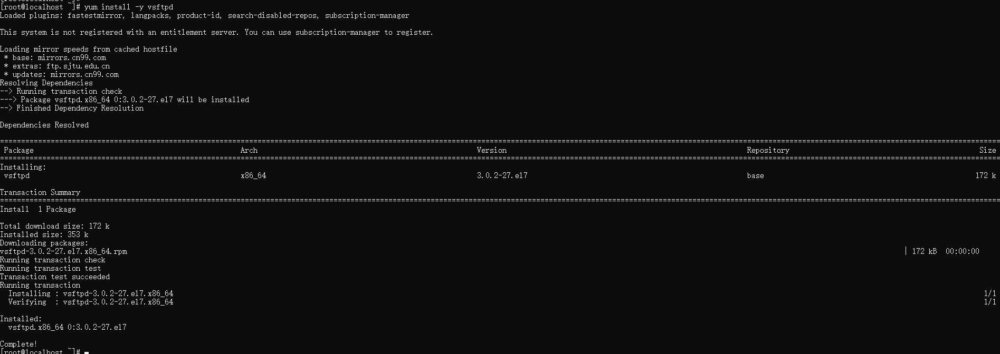 [root@localhost ~]# yum install -y vsftpd
Loaded plugins: fastestmirror, langpacks, product-id, search-disabled-repos, subscription-manager
This system is not registered with an entitlement server. You can use subscription-manager to register.
Loading mirror speeds from cached hostfile
* base: mirrors.cn99.com
* extras: ftp.sjtu.edu.cn
* updates: mirrors.cn99.com
Resolving Dependencies
--> Running transaction check
---> Package vsftpd.x86_64 0:3.0.2-27.el7 will be installed
--> Finished Dependency Resolution
Dependencies Resolved
Package Arch Version Repository Size
Installing:
vsftpd x86_64 3.0.2-27.el7 base 172 k
Transaction Summary
Install 1 Package
Total download size: 172 k
Installed size: 353 k
Downloading packages:
vsftpd-3.0.2-27.el7.x86_64.rpm | 172 kB 00:00:00
Running transaction check
Running transaction test
Transaction test succeeded
Running transaction
Installing : vsftpd-3.0.2-27.el7.x86_64 1/1
Verifying : vsftpd-3.0.2-27.el7.x86_64 1/1
Installed:
vsftpd.x86_64 0:3.0.2-27.el7
Complete!
[root@localhost ~]#